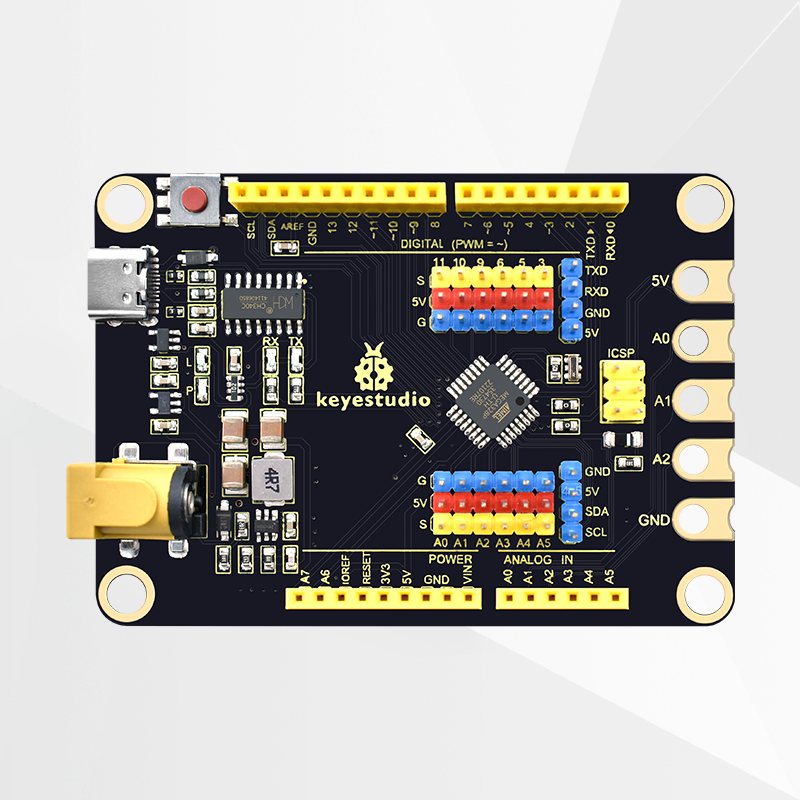 SCL SDA AREF GND 13 12 ~11 ~10 ~9 8 7 ~6 ~5 4 ~3 2 TXD▶1 RXD◀0
DIGITAL (PWM = ~)
11 10 9 6 5 3
S
5V
G
TXD
RXD
GND
5V
5V
A0
A1
A2
GND
WCH
CH340C
RX TX
L
P
ICSP
keyestudio
4R7
G
5V
S
A0 A1 A2 A3 A4 A5
GND
5V
SDA
SCL
POWER
ANALOG IN
A7 A6 IOREF RESET 3V3 5V GND VIN A0 A1 A2 A3 A4 A5